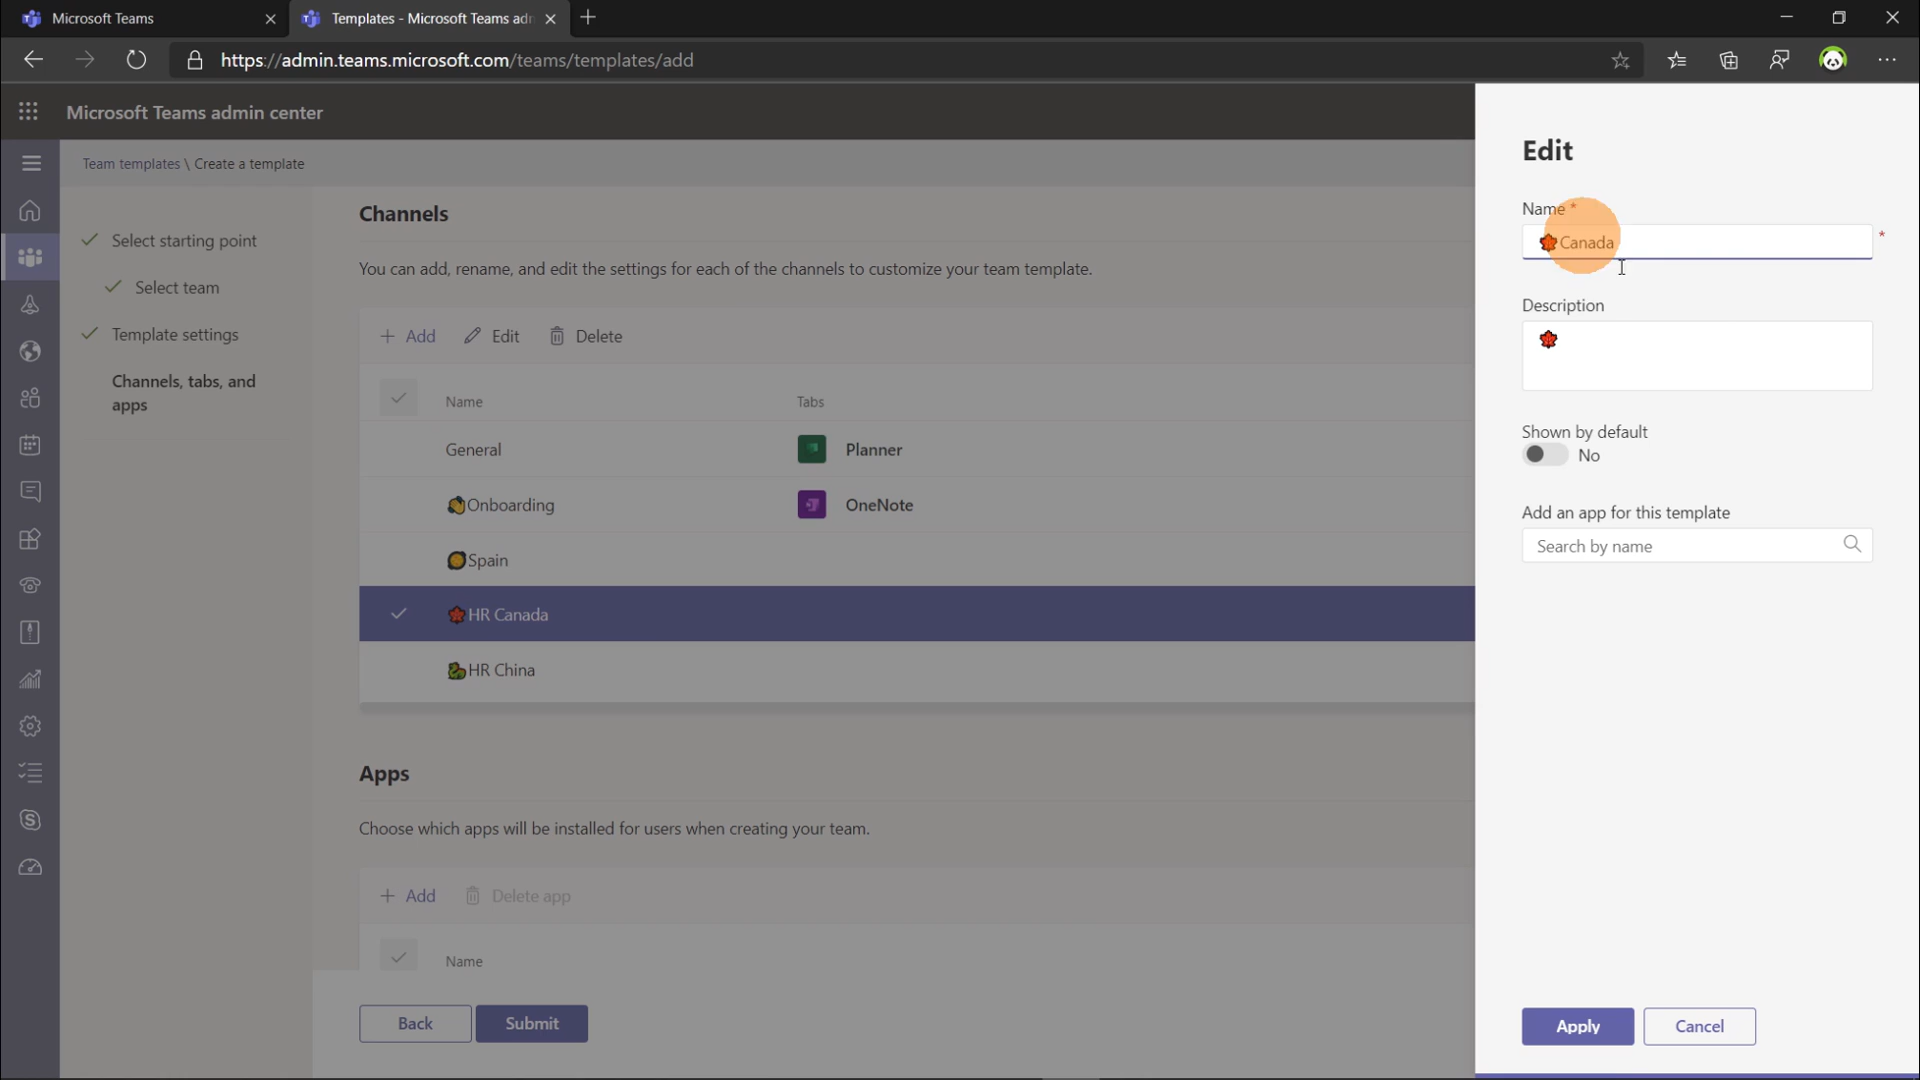 Microsoft Teams
Templates - Microsoft Teams adm
https://admin.teams.microsoft.com/teams/templates/add
Microsoft Teams admin center
Team templates \ Create a template
Select starting point
Select team
Template settings
Channels, tabs, and
apps
Channels
You can add, rename, and edit the settings for each of the channels to customize your team template.
+ Add Edit Delete
Name Tabs
General Planner
Onboarding OneNote
Spain
HR Canada
HR China
Apps
Choose which apps will be installed for users when creating your team.
+ Add Delete app
Name
Back Submit
Edit
Name *
Canada *
Description
Shown by default
No
Add an app for this template
Search by name
Apply Cancel